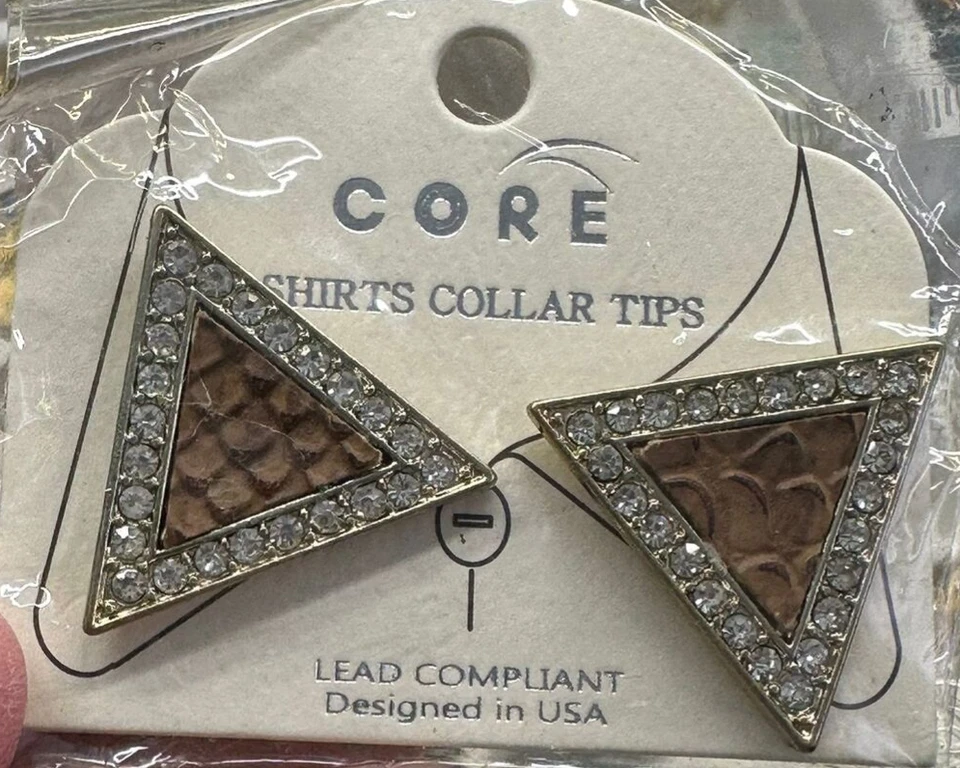 CORE
SHIRTS COLLAR TIPS
LEAD COMPLIANT
Designed in USA